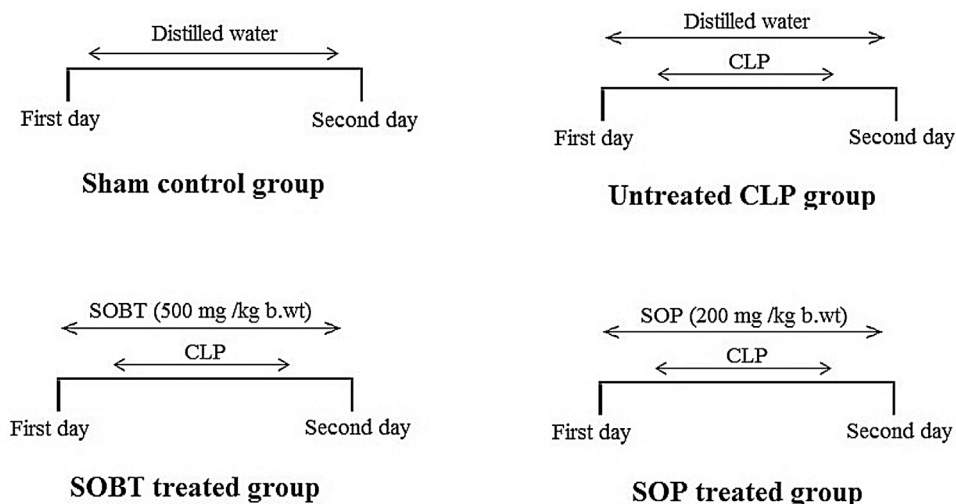 Distilled water
First day
Second day
Sham control group
Distilled water
CLP
First day
Second day
Untreated CLP group
SOBT (500 mg /kg b.wt)
CLP
First day
Second day
SOBT treated group
SOP (200 mg /kg b.wt)
CLP
First day
Second day
SOP treated group